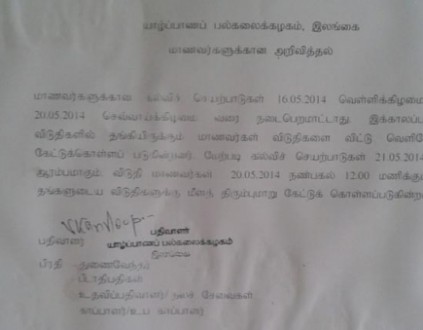 யாழ்ப்பாணப் பல்கலைக்கழகம், இலங்கை
மாணவர்களுக்கான அறிவித்தல்
மாணவர்களுக்கான கல்விச் செயற்பாடுகள் 16.05.2014 வெள்ளிக்கிழமை
20.05.2014 செவ்வாய்க்கிழமை வரை நடைபெறமாட்டாது இக்காலப்
விடுதிகளில் தங்கியிருக்கும் மாணவர்கள் விடுதிகளை விட்டு வெளியே
கேட்டுக்கொள்ளப் படுகின்றனர். மேற்படி கல்விச் செயற்பாடுகள் 21.05.2014
ஆரம்பமாகும். விடுதி மாணவர்கள் 20.05.2014 நண்பகல் 12.00 மணிக்கு
தங்களுடைய விடுதிகளுக்கு மீளத் திரும்புமாறு கேட்டுக் கொள்ளப்படுகின்ற
பதிவாளர்
பதிவாளர் யாழ்ப்பாணப் பல்கலைக்கழகம்
இலங்கை
பிரதி - துணைவேந்தர்
- பீடாதிபதிகள்
- உதவிப்பதிவாளர்/ நலச் சேவைகள்
காப்பாளர்/உப காப்பாளர்